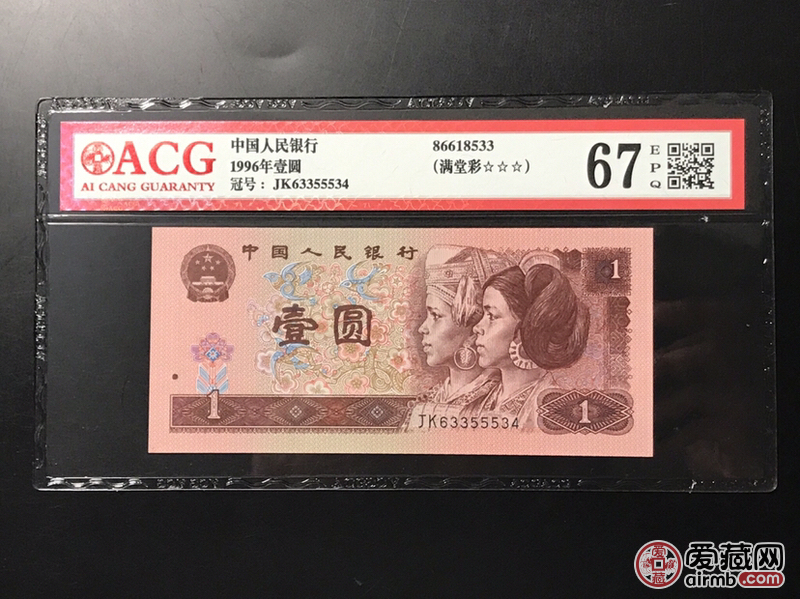 ACG
AI CANG GUARANTY
中国人民银行
1996年壹圆
冠号： JK63355534
86618533
(满堂彩☆☆☆)
67
E
P
Q
中国人民银行
1
壹圆
1
JK63355534
1
爱藏网
airmb.com